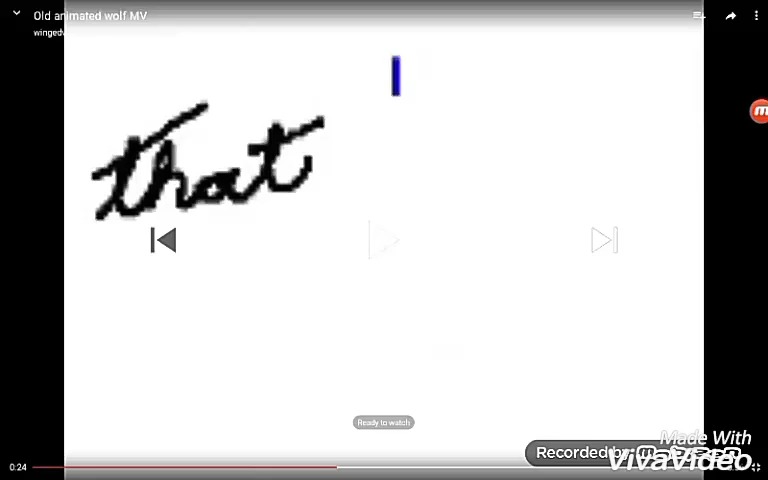 Old animated wolf MV
that
I
Ready to watch
Recorded by
Made With
VivaVideo
0:24